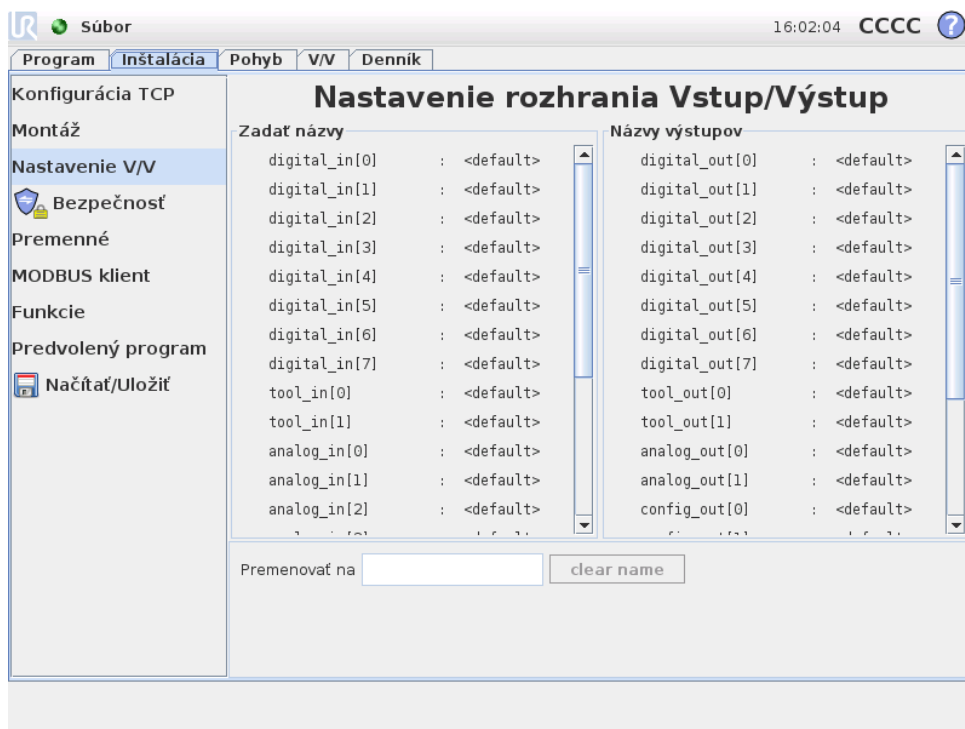 UR Súbor 16:02:04 CCCC ?
Program Inštalácia Pohyb V/V Denník
Konfigurácia TCP
Montáž
Nastavenie V/V
Bezpečnosť
Premenné
MODBUS klient
Funkcie
Predvolený program
Načítať/Uložiť
Nastavenie rozhrania Vstup/Výstup
Zadať názvy
digital_in[0] : <default>
digital_in[1] : <default>
digital_in[2] : <default>
digital_in[3] : <default>
digital_in[4] : <default>
digital_in[5] : <default>
digital_in[6] : <default>
digital_in[7] : <default>
tool_in[0] : <default>
tool_in[1] : <default>
analog_in[0] : <default>
analog_in[1] : <default>
analog_in[2] : <default>
Názvy výstupov
digital_out[0] : <default>
digital_out[1] : <default>
digital_out[2] : <default>
digital_out[3] : <default>
digital_out[4] : <default>
digital_out[5] : <default>
digital_out[6] : <default>
digital_out[7] : <default>
tool_out[0] : <default>
tool_out[1] : <default>
analog_out[0] : <default>
analog_out[1] : <default>
config_out[0] : <default>
Premenovať na clear name